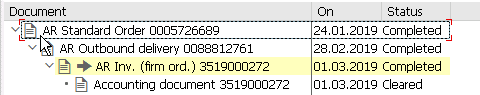 Document On Status
AR Standard Order 0005726689 24.01.2019 Completed
AR Outbound delivery 0088812761 28.02.2019 Completed
AR Inv. (firm ord.) 3519000272 01.03.2019 Completed
Accounting document 3519000272 01.03.2019 Cleared